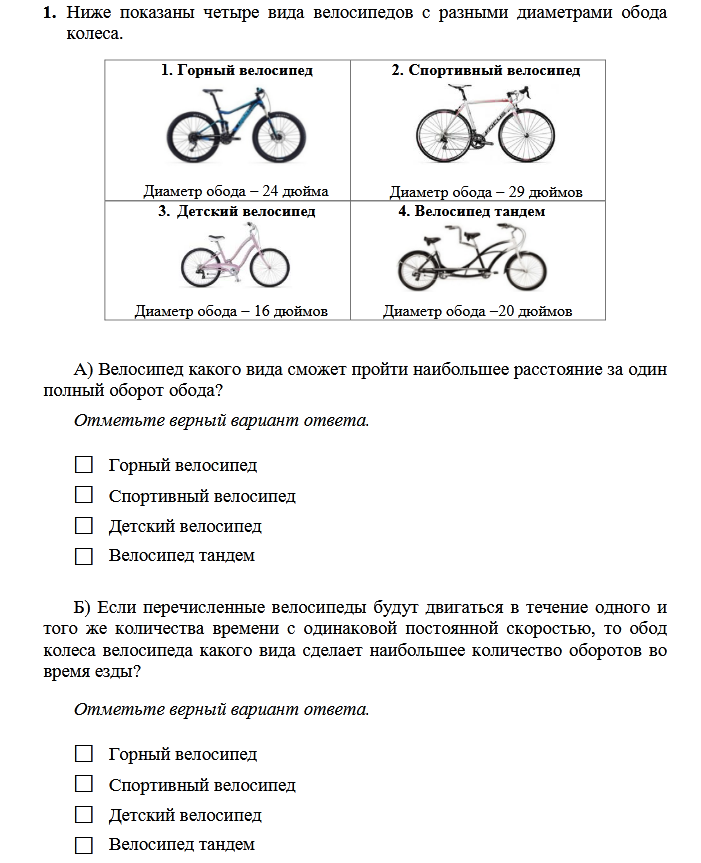 1. Ниже показаны четыре вида велосипедов с разными диаметрами обода
колеса.
1. Горный велосипед
2. Спортивный велосипед
Диаметр обода – 24 дюйма
Диаметр обода – 29 дюймов
3. Детский велосипед
4. Велосипед тандем
Диаметр обода – 16 дюймов
Диаметр обода –20 дюймов
А) Велосипед какого вида сможет пройти наибольшее расстояние за один
полный оборот обода?
Отметьте верный вариант ответа.
Горный велосипед
Спортивный велосипед
Детский велосипед
Велосипед тандем
Б) Если перечисленные велосипеды будут двигаться в течение одного и
того же количества времени с одинаковой постоянной скоростью, то обод
колеса велосипеда какого вида сделает наибольшее количество оборотов во
время езды?
Отметьте верный вариант ответа.
Горный велосипед
Спортивный велосипед
Детский велосипед
Велосипед тандем